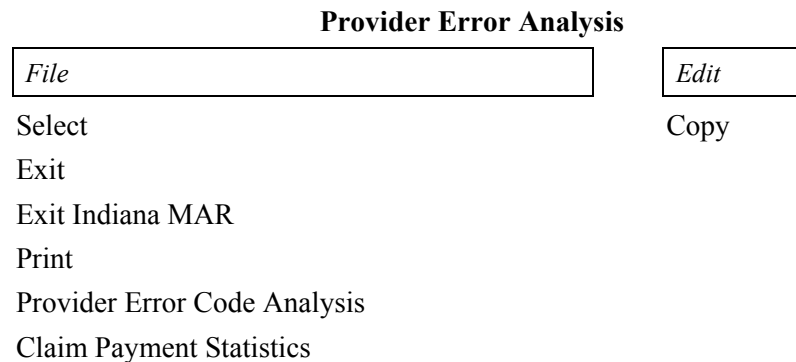 Provider Error Analysis
File Edit
Select Copy
Exit
Exit Indiana MAR
Print
Provider Error Code Analysis
Claim Payment Statistics